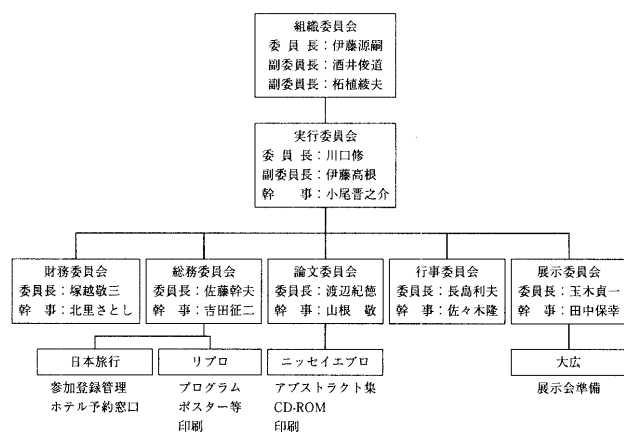 組織委員会
委 員 長：伊藤源嗣
副委員長：酒井俊道
副委員長：柘植綾夫
実行委員会
委 員 長：川口修
副委員長：伊藤高根
幹　　事：小尾晋之介
財務委員会
委員長：塚越敬三
幹　事：北里さとし
総務委員会
委員長：佐藤幹夫
幹　事：吉田征二
論文委員会
委員長：渡辺紀徳
幹　事：山根　敬
行事委員会
委員長：長島利夫
幹　事：佐々木隆
展示委員会
委員長：玉木貞一
幹　事：田中保幸
日本旅行
参加登録管理
ホテル予約窓口
リブロ
プログラム
ポスター等
印刷
ニッセイエブロ
アブストラクト集
CD-ROM
印刷
大広
展示会準備